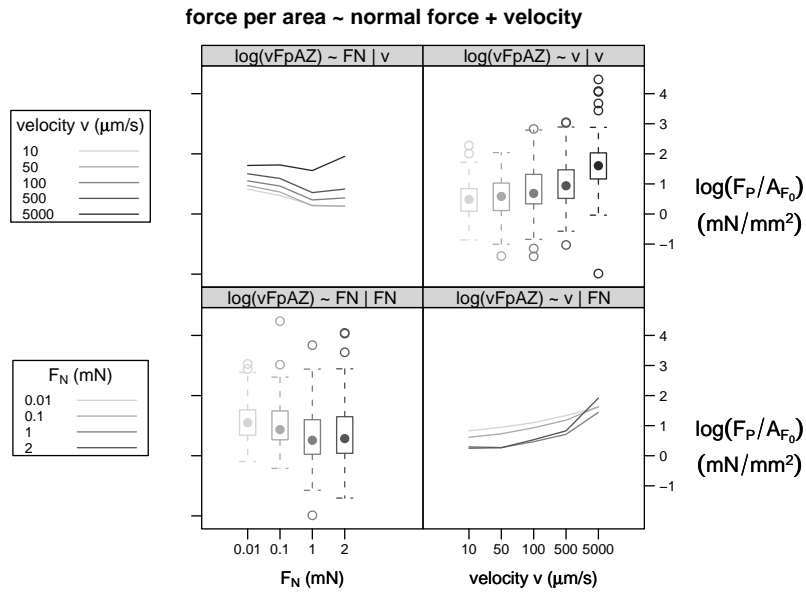 force per area ~ normal force + velocity
log(vFpAZ) ~ FN | v
log(vFpAZ) ~ v | v
velocity v (μm/s)
10
50
100
500
5000
4
3
2
1
0
−1
log(F_P/A_F₀)
(mN/mm²)
log(vFpAZ) ~ FN | FN
log(vFpAZ) ~ v | FN
F_N (mN)
0.01
0.1
1
2
4
3
2
1
0
−1
log(F_P/A_F₀)
(mN/mm²)
0.01 0.1 1 2
10 50 100 500 5000
F_N (mN)
velocity v (μm/s)